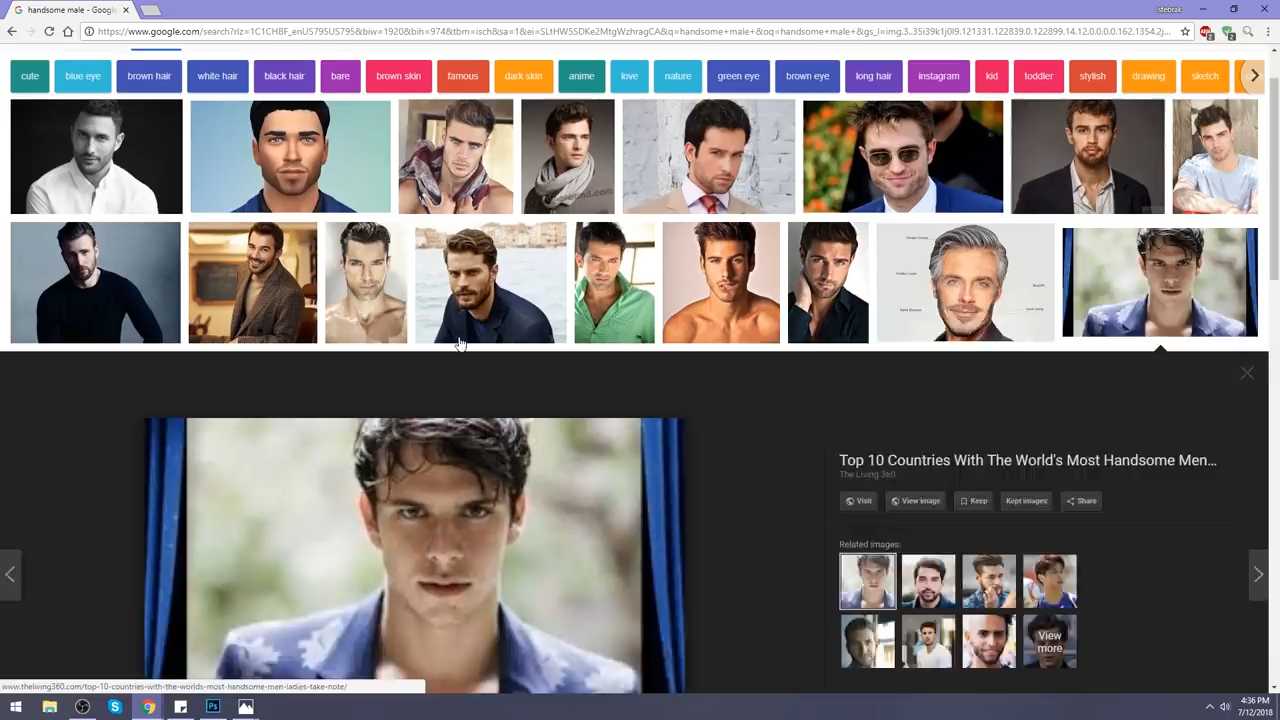 handsome male - Googl
istebrak
https://www.google.com/search?rlz=1C1CHBF_enUS795US795&biw=1920&bih=974&tbm=isch&sa=1&ei=SLtHW5SDKe2MtgWzhragCA&q=handsome+male+&oq=handsome+male+&gs_l=img.3..35i39k1j0l9.121331.122839.0.122899.14.12.0.0.0.0.162.1354.2...
cute blue eye brown hair white hair black hair bare brown skin famous dark skin anime love nature green eye brown eye long hair instagram kid toddler stylish drawing sketch
Top 10 Countries With The World's Most Handsome Men...
The Living 360
Visit View image Keep Kept images Share
Related images:
View
more
www.theliving360.com/top-10-countries-with-the-worlds-most-handsome-men-ladies-take-note/
4:36 PM
7/12/2018